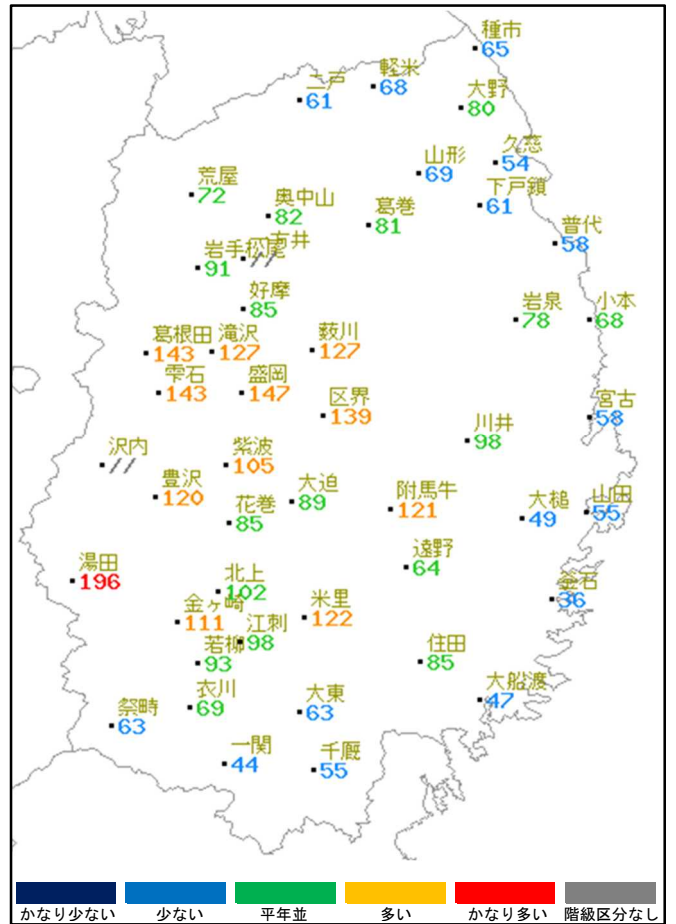 種市
65
二戸
61
軽米
68
大野
80
山形
69
久慈
54
荒屋
72
下戸鎖
61
奥中山
82
葛巻
81
普代
58
岩手松尾
91
一方井
//
好摩
85
岩泉
78
小本
68
葛根田
143
滝沢
127
薮川
127
雫石
143
盛岡
147
区界
139
宮古
58
川井
98
沢内
//
紫波
105
豊沢
120
大迫
89
花巻
85
附馬牛
121
大槌
49
山田
55
湯田
196
遠野
64
北上
102
釜石
36
金ヶ崎
111
江刺
98
米里
122
若柳
93
住田
85
衣川
69
祭畤
63
大東
63
大船渡
47
一関
44
千厩
55
かなり少ない 少ない 平年並 多い かなり多い 階級区分なし